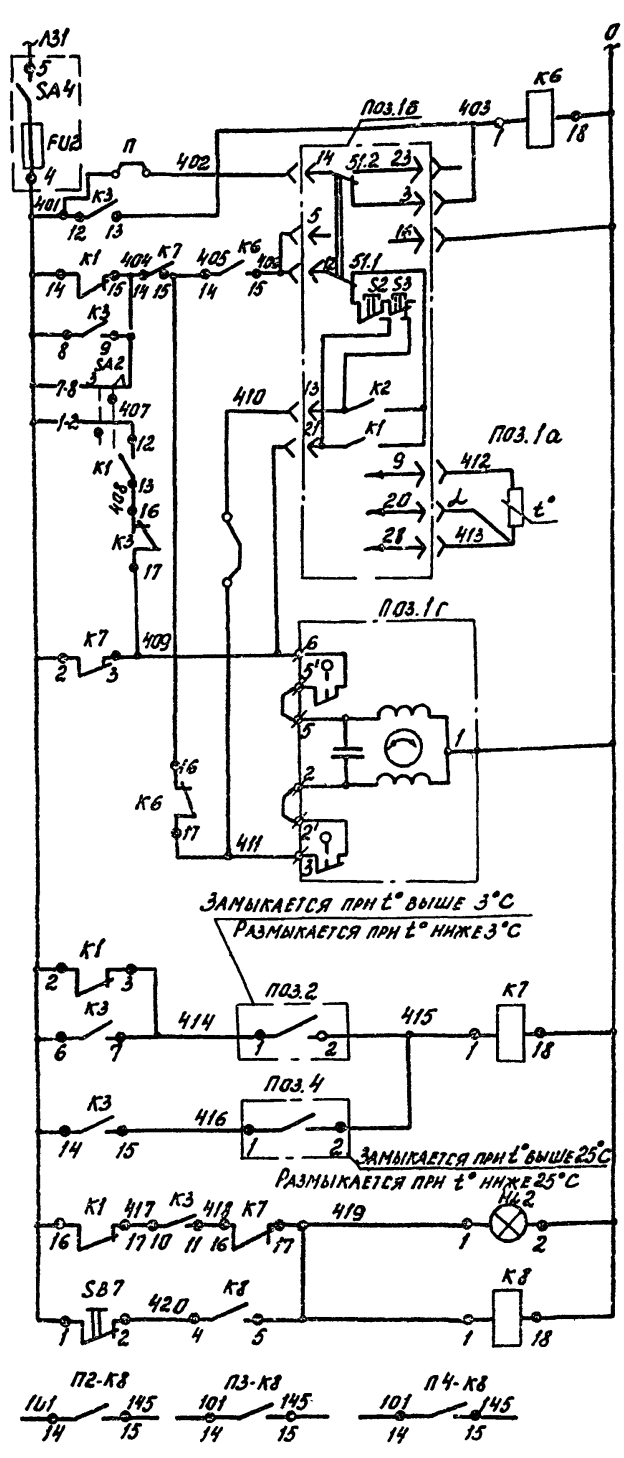 Л31
0
5
SA4
FU2
4
401
П
402
К3
12 13
ПОЗ.1Б
403
К6
1 18
14 51.2 23
3
5
16
К1 404 К7 405 К6 406
14 15 14 15 14 15
12 51.1
S2 S3
К3
8 9
SA2
7-8 3
407
1-2
12
К1
13
408
16
К3
17
410
13 К2
21 К1
ПОЗ.1а
9 412
20 L
28 413
t°
К7 409
2 3
ПОЗ.1г
6
5'
5
1
2
2'
3
16
К6
17
411
ЗАМЫКАЕТСЯ ПРИ t° ВЫШЕ 3°С
РАЗМЫКАЕТСЯ ПРИ t° НИЖЕ 3°С
К1
2 3
К3
6 7
414
ПОЗ.2
1 2
415
К7
1 18
ПОЗ.4
К3
14 15
416
1 2
ЗАМЫКАЕТСЯ ПРИ t° ВЫШЕ 25°С
РАЗМЫКАЕТСЯ ПРИ t° НИЖЕ 25°С
К1 417 К3 418 К7 419 HL2
16 17 10 11 16 17 1 2
SB7 420 К8 К8
1 2 4 5 1 18
П2-К8 П3-К8 П4-К8
101 145 101 145 101 145
14 15 14 15 14 15